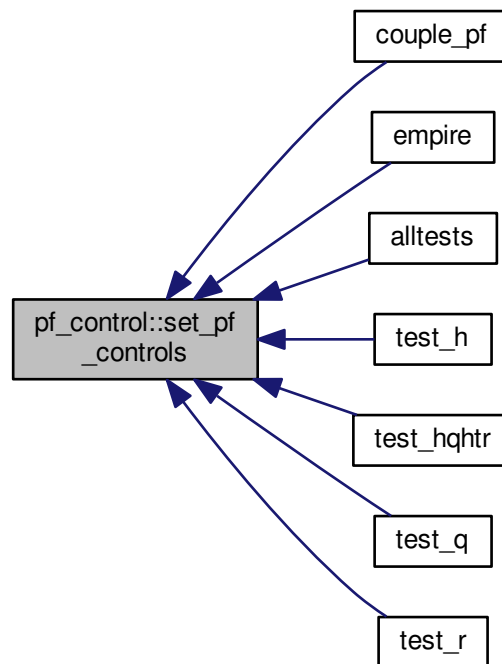 couple_pf
empire
alltests
pf_control::set_pf
_controls
test_h
test_hqhtr
test_q
test_r